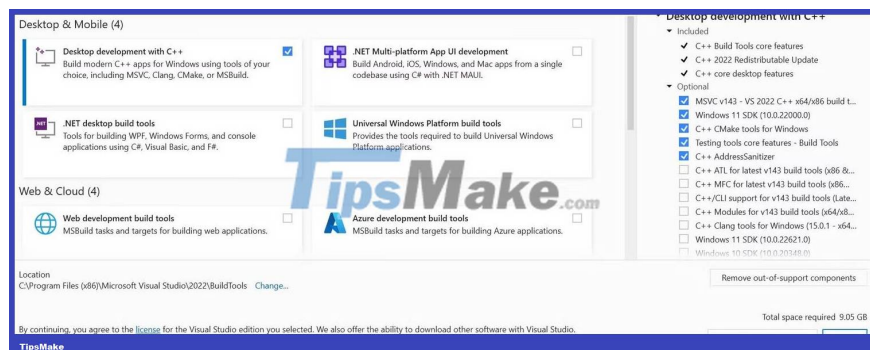 Desktop & Mobile (4)
Desktop development with C++
Build modern C++ apps for Windows using tools of your
choice, including MSVC, Clang, CMake, or MSBuild.
.NET Multi-platform App UI development
Build Android, iOS, Windows, and Mac apps from a single
codebase using C# with .NET MAUI.
.NET
.NET desktop build tools
Tools for building WPF, Windows Forms, and console
applications using C#, Visual Basic, and F#.
Universal Windows Platform build tools
Provides the tools required to build Universal Windows
Platform applications.
TipsMake.com
Web & Cloud (4)
Web development build tools
MSBuild tasks and targets for building web applications.
Azure development build tools
MSBuild tasks and targets for building Azure applications.
Desktop development with C++
Included
C++ Build Tools core features
C++ 2022 Redistributable Update
C++ core desktop features
Optional
MSVC v143 - VS 2022 C++ x64/x86 build t...
Windows 11 SDK (10.0.22000.0)
C++ CMake tools for Windows
Testing tools core features - Build Tools
C++ AddressSanitizer
C++ ATL for latest v143 build tools (x86 &...
C++ MFC for latest v143 build tools (x86...
C++/CLI support for v143 build tools (Late...
C++ Modules for v143 build tools (x64/x8...
C++ Clang tools for Windows (15.0.1 - x64...
Windows 11 SDK (10.0.22621.0)
Windows 10 SDK (10.0.20348.0)
Location
C:\Program Files (x86)\Microsoft Visual Studio\2022\BuildTools Change...
Remove out-of-support components
Total space required 9.05 GB
By continuing, you agree to the license for the Visual Studio edition you selected. We also offer the ability to download other software with Visual Studio.
TipsMake